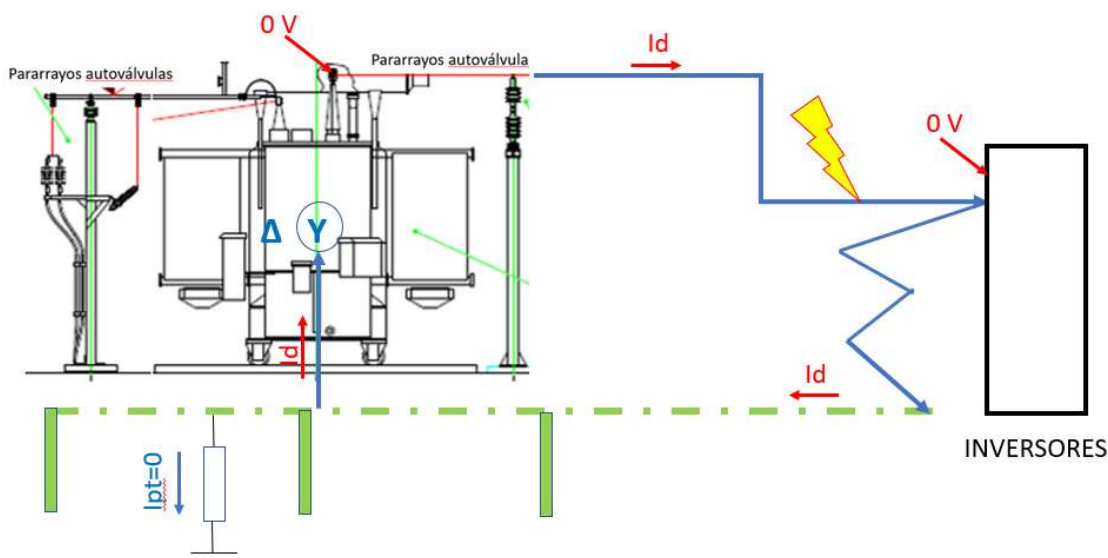 0 V
Id
Pararrayos autoválvulas
Pararrayos autoválvula
0 V
Δ Y
Id
Id
Ipt=0
INVERSORES